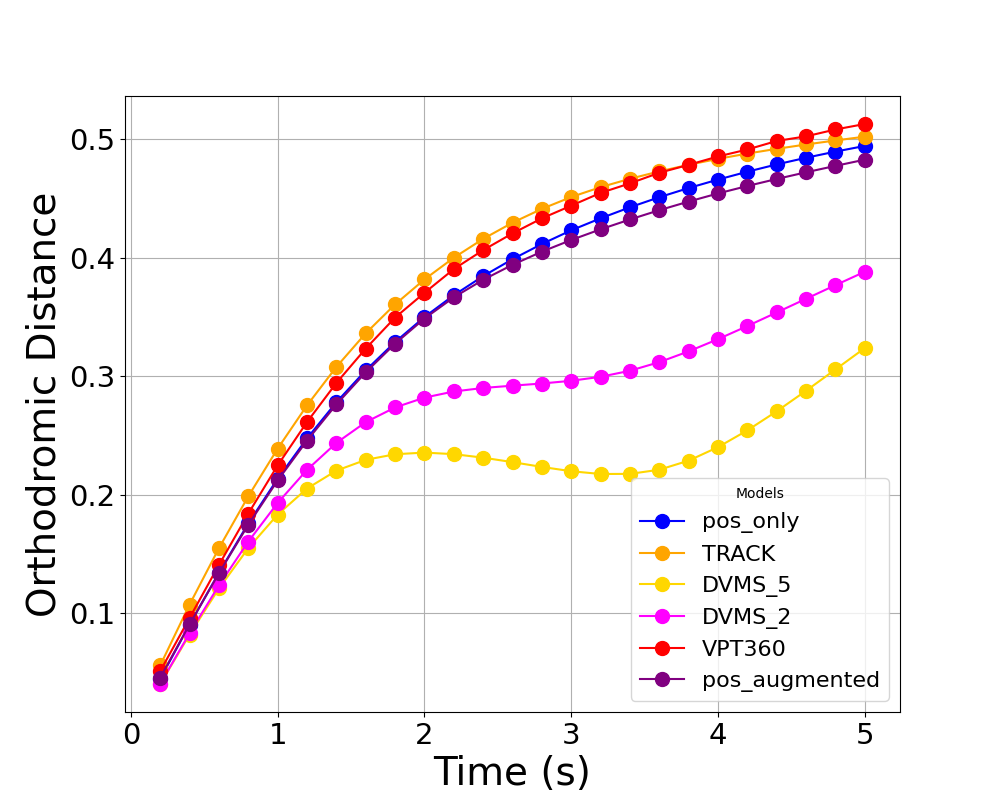 0.5
0.4
0.3
0.2
0.1
Orthodromic Distance
Models
pos_only
TRACK
DVMS_5
DVMS_2
VPT360
pos_augmented
0 1 2 3 4 5
Time (s)